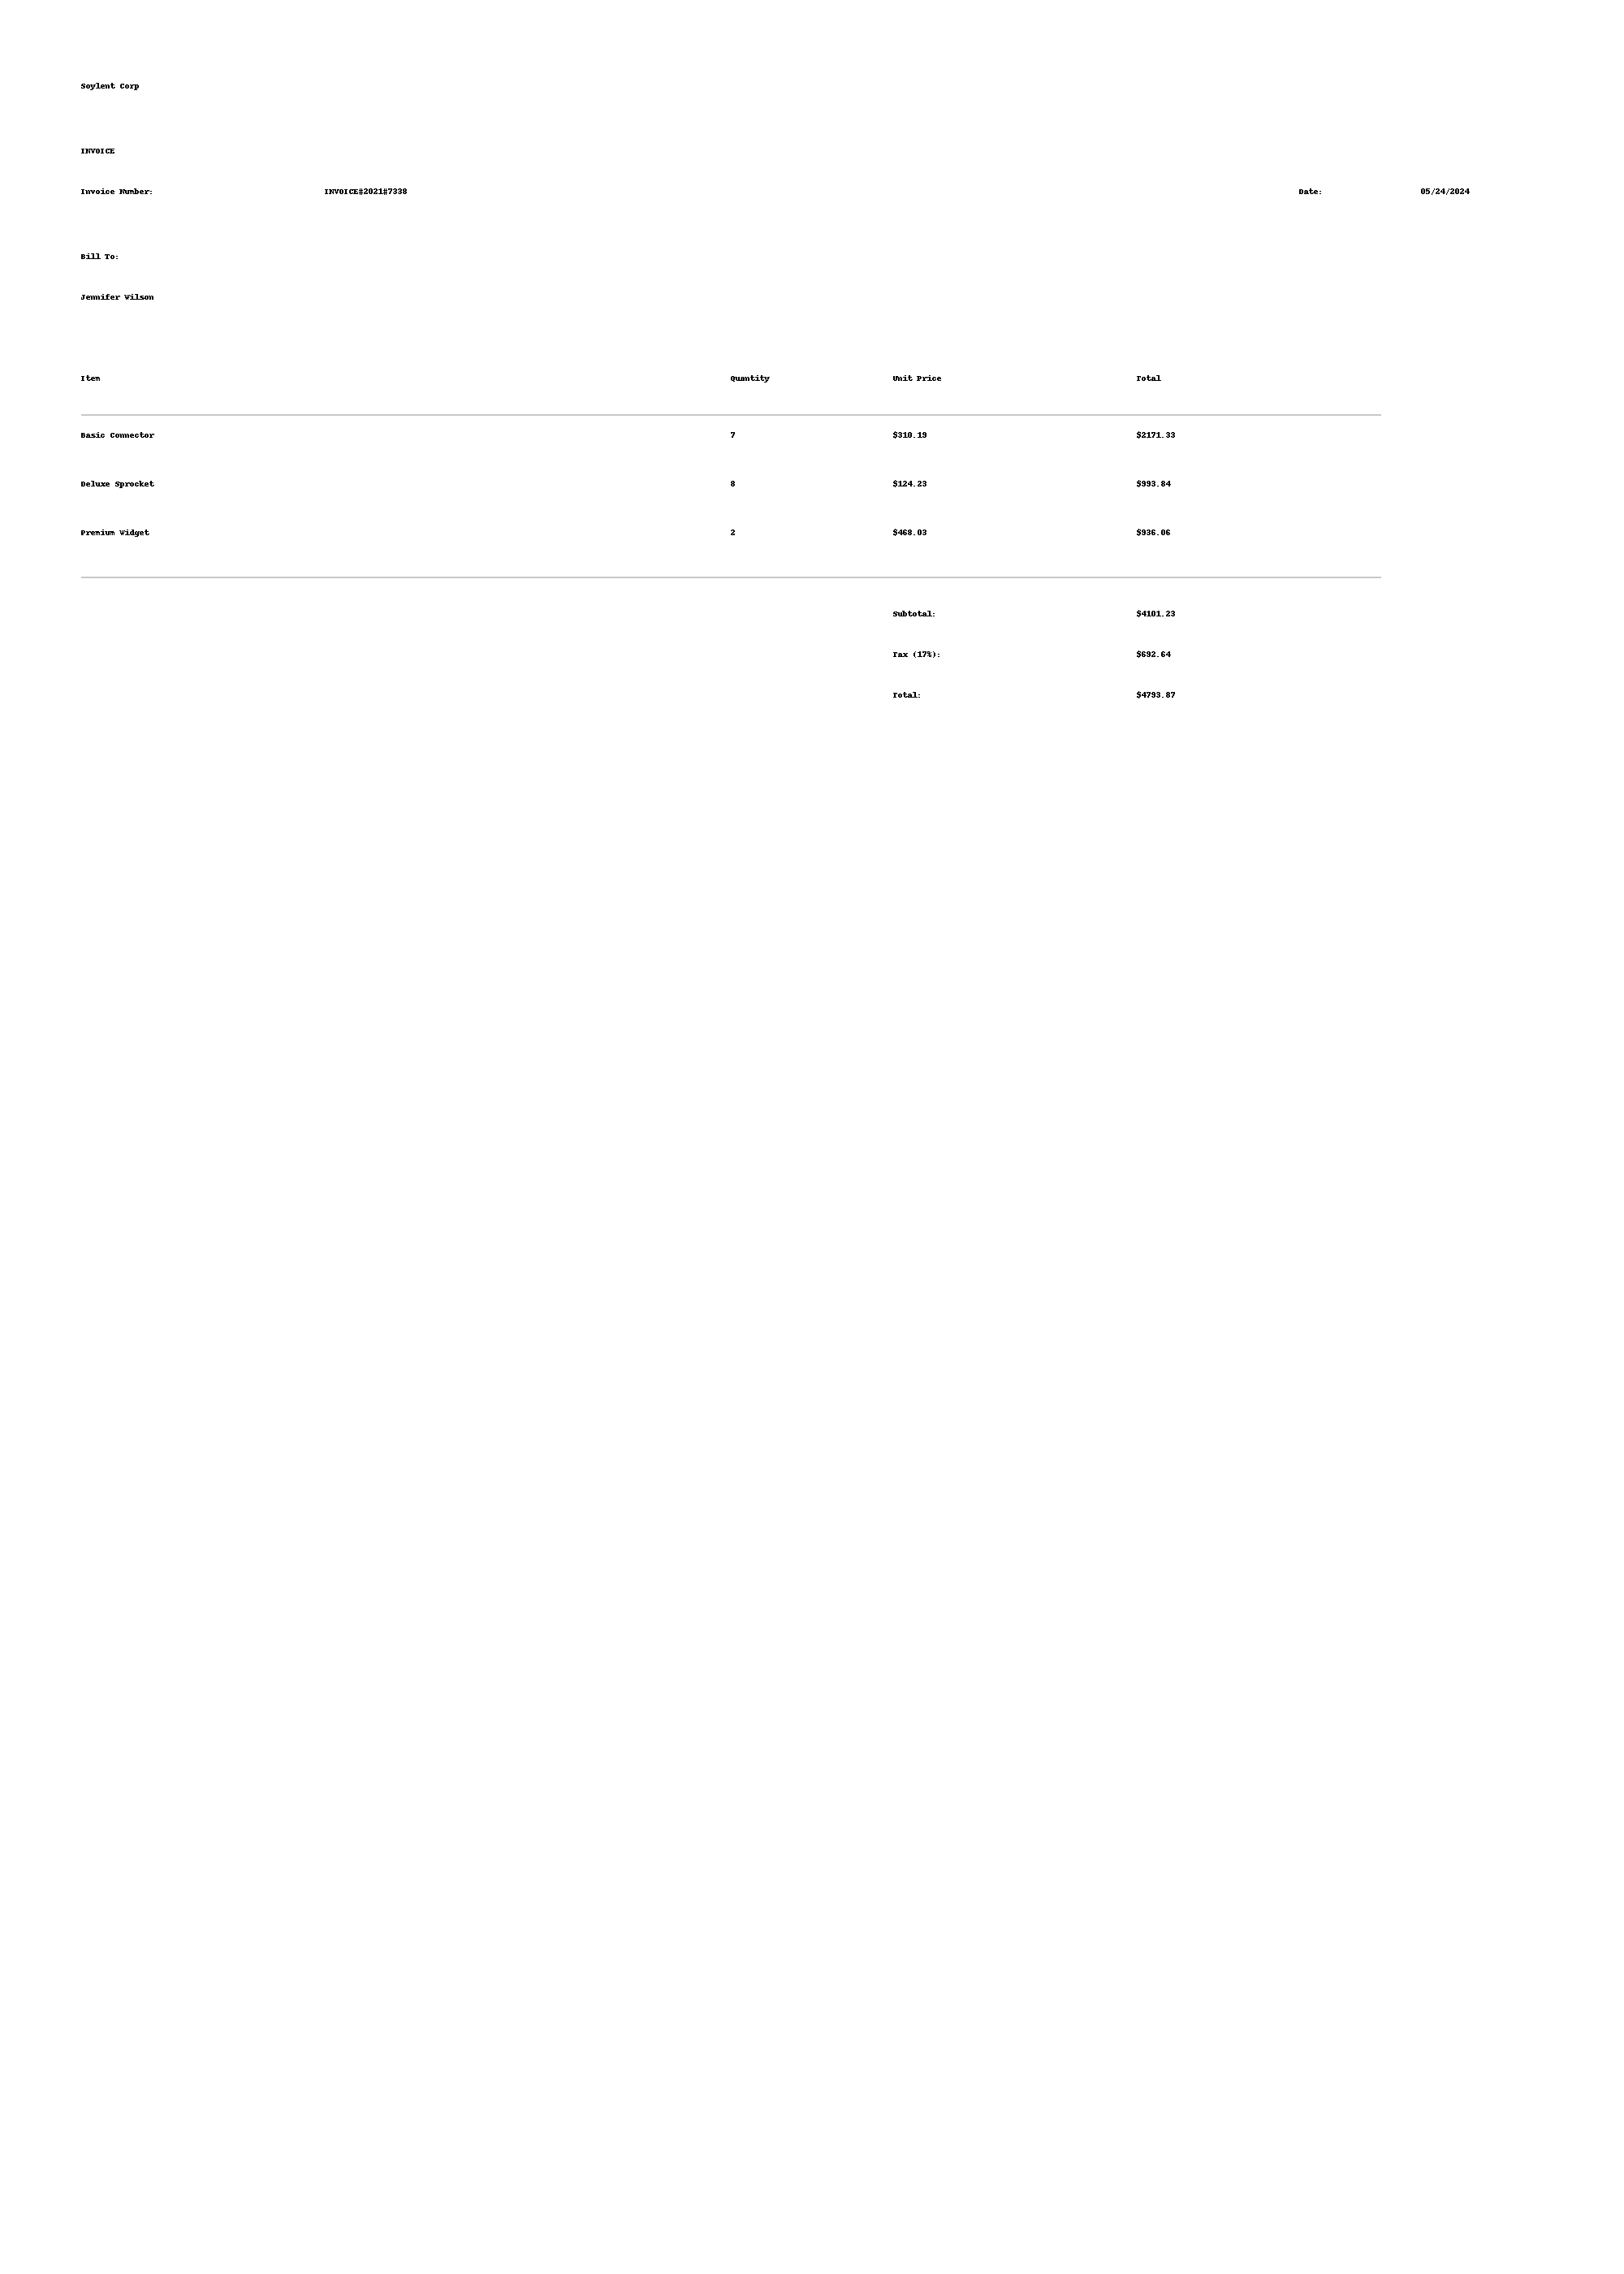 Soylent Corp
INVOICE
Invoice Number: INVOICE#2021#7338 Date: 05/24/2024
Bill To:
Jennifer Wilson
Item Quantity Unit Price Total
Basic Connector 7 $310.19 $2171.33
Deluxe Sprocket 8 $124.23 $993.84
Premium Widget 2 $468.03 $936.06
Subtotal: $4101.23
Tax (17%): $692.64
Total: $4793.87